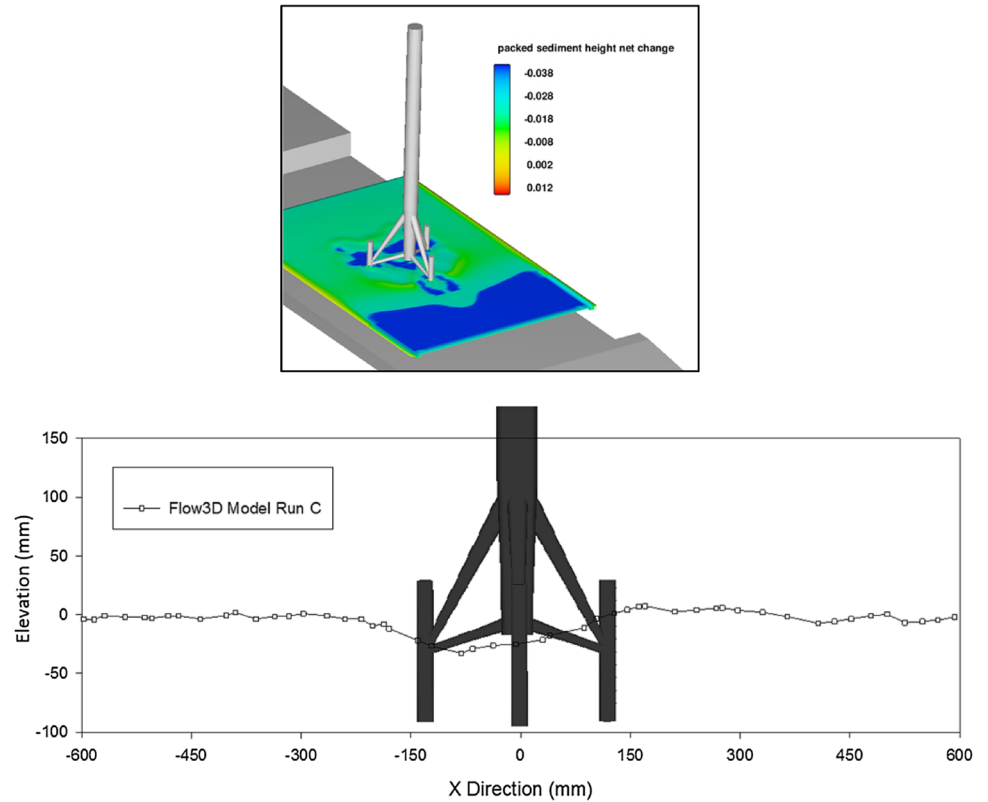 packed sediment height net change
-0.038
-0.028
-0.018
-0.008
0.002
0.012
150
100
50
0
-50
-100
Elevation (mm)
Flow3D Model Run C
-600 -450 -300 -150 0 150 300 450 600
X Direction (mm)